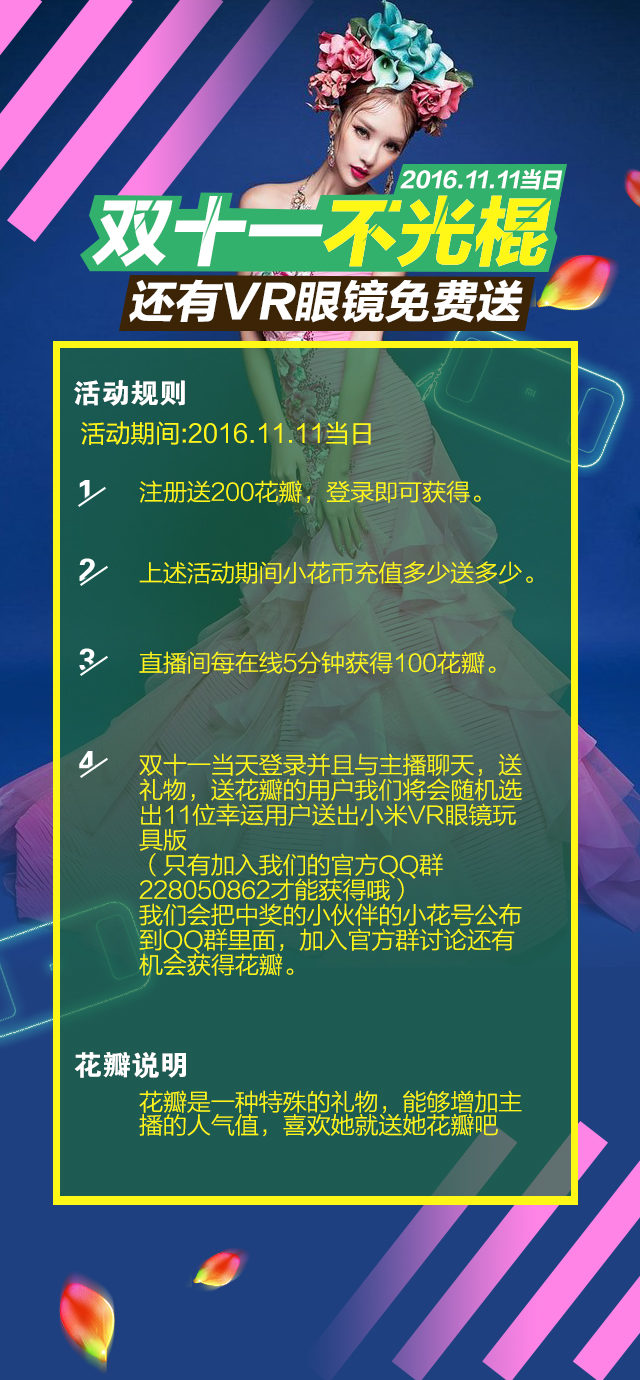 2016.11.11当日
双十一不光棍
还有VR眼镜免费送
活动规则
活动期间:2016.11.11当日
1 注册送200花瓣，登录即可获得。
2 上述活动期间小花币充值多少送多少。
3 直播间每在线5分钟获得100花瓣。
4 双十一当天登录并且与主播聊天，送
礼物，送花瓣的用户我们将会随机选
出11位幸运用户送出小米VR眼镜玩
具版
（只有加入我们的官方QQ群
228050862才能获得哦）
我们会把中奖的小伙伴的小花号公布
到QQ群里面，加入官方群讨论还有
机会获得花瓣。
花瓣说明
花瓣是一种特殊的礼物，能够增加主
播的人气值，喜欢她就送她花瓣吧